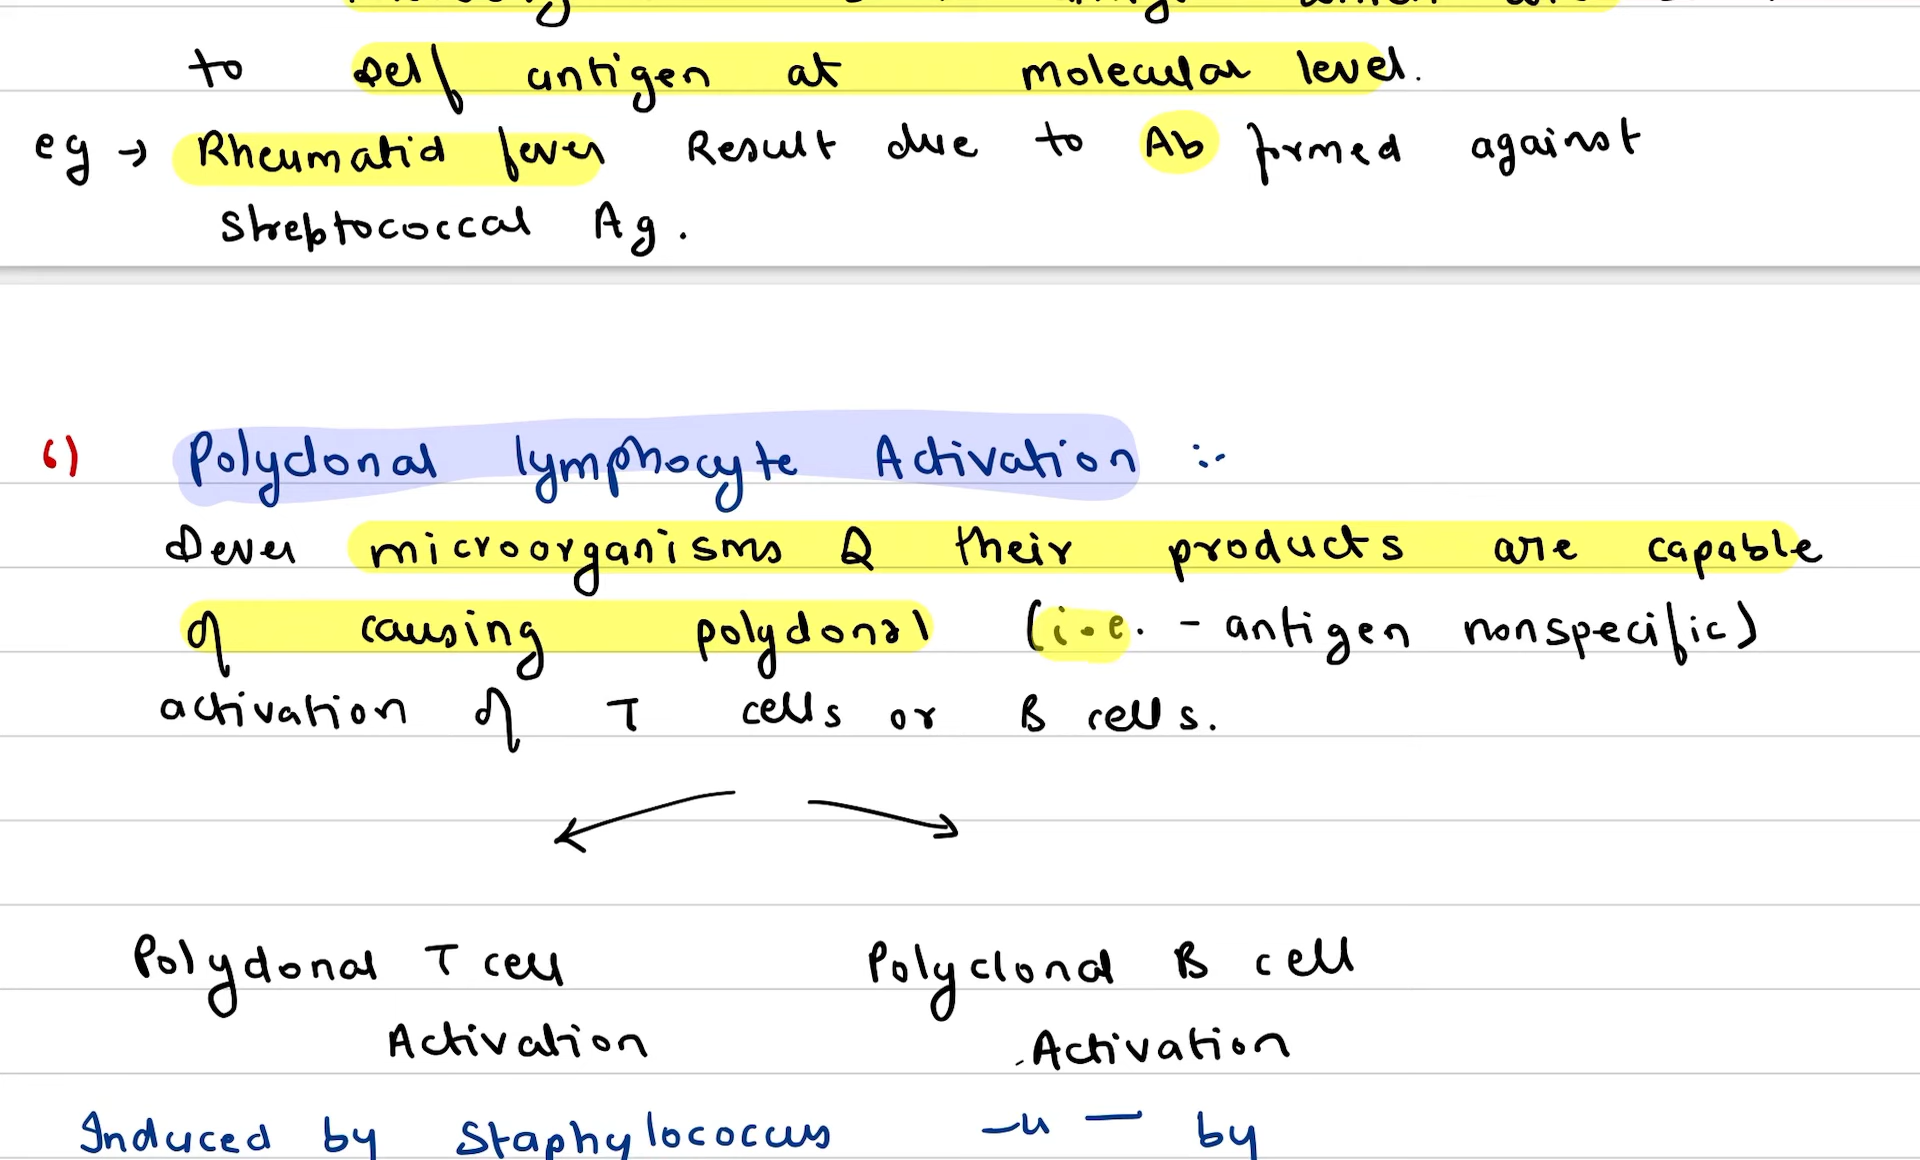 to self antigen at molecular level.
eg → Rheumatid fever Result due to Ab formed against
Streptococcal Ag.
6) Polyclonal lymphocyte Activation :-
Sever microorganisms & their products are capable
of causing polyclonal (i.e. - antigen nonspecific)
activation of T cells or B cells.
Polyclonal T cell Polyclonal B cell
Activation Activation
Induced by Staphylococcus —u— by